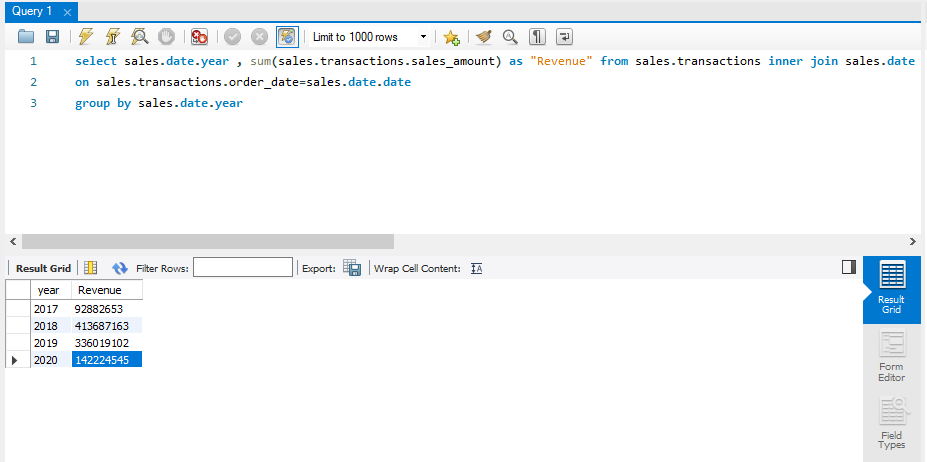 Query 1
Limit to 1000 rows
1 select sales.date.year , sum(sales.transactions.sales_amount) as "Revenue" from sales.transactions inner join sales.date
2 on sales.transactions.order_date=sales.date.date
3 group by sales.date.year
Result Grid Filter Rows: Export: Wrap Cell Content:
year Revenue
2017 92882653
2018 413687163
2019 336019102
2020 142224545
Result
Grid
Form
Editor
Field
Types